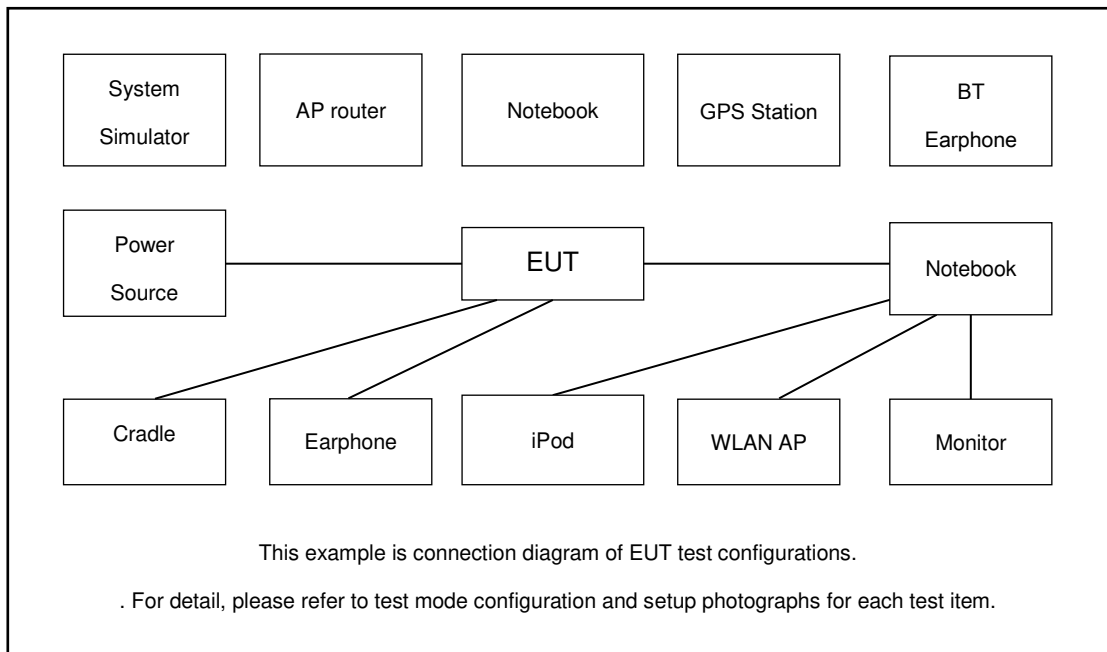 System
Simulator
AP router
Notebook
GPS Station
BT
Earphone
Power
Source
EUT
Notebook
Cradle
Earphone
iPod
WLAN AP
Monitor
This example is connection diagram of EUT test configurations.
. For detail, please refer to test mode configuration and setup photographs for each test item.